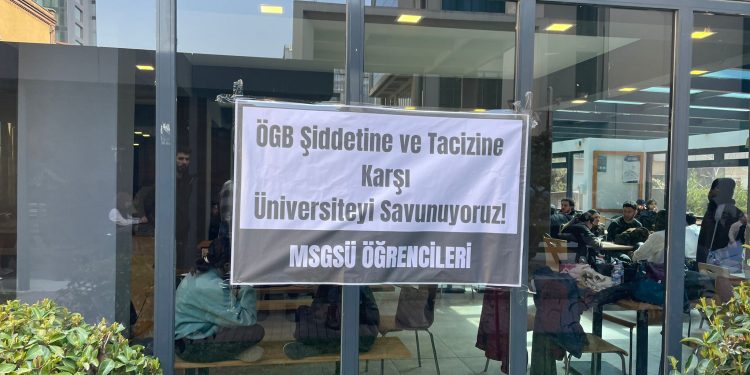 ÖGB Şiddetine ve Tacizine
Karşı
Üniversiteyi Savunuyoruz!
MSGSÜ ÖĞRENCİLERİ